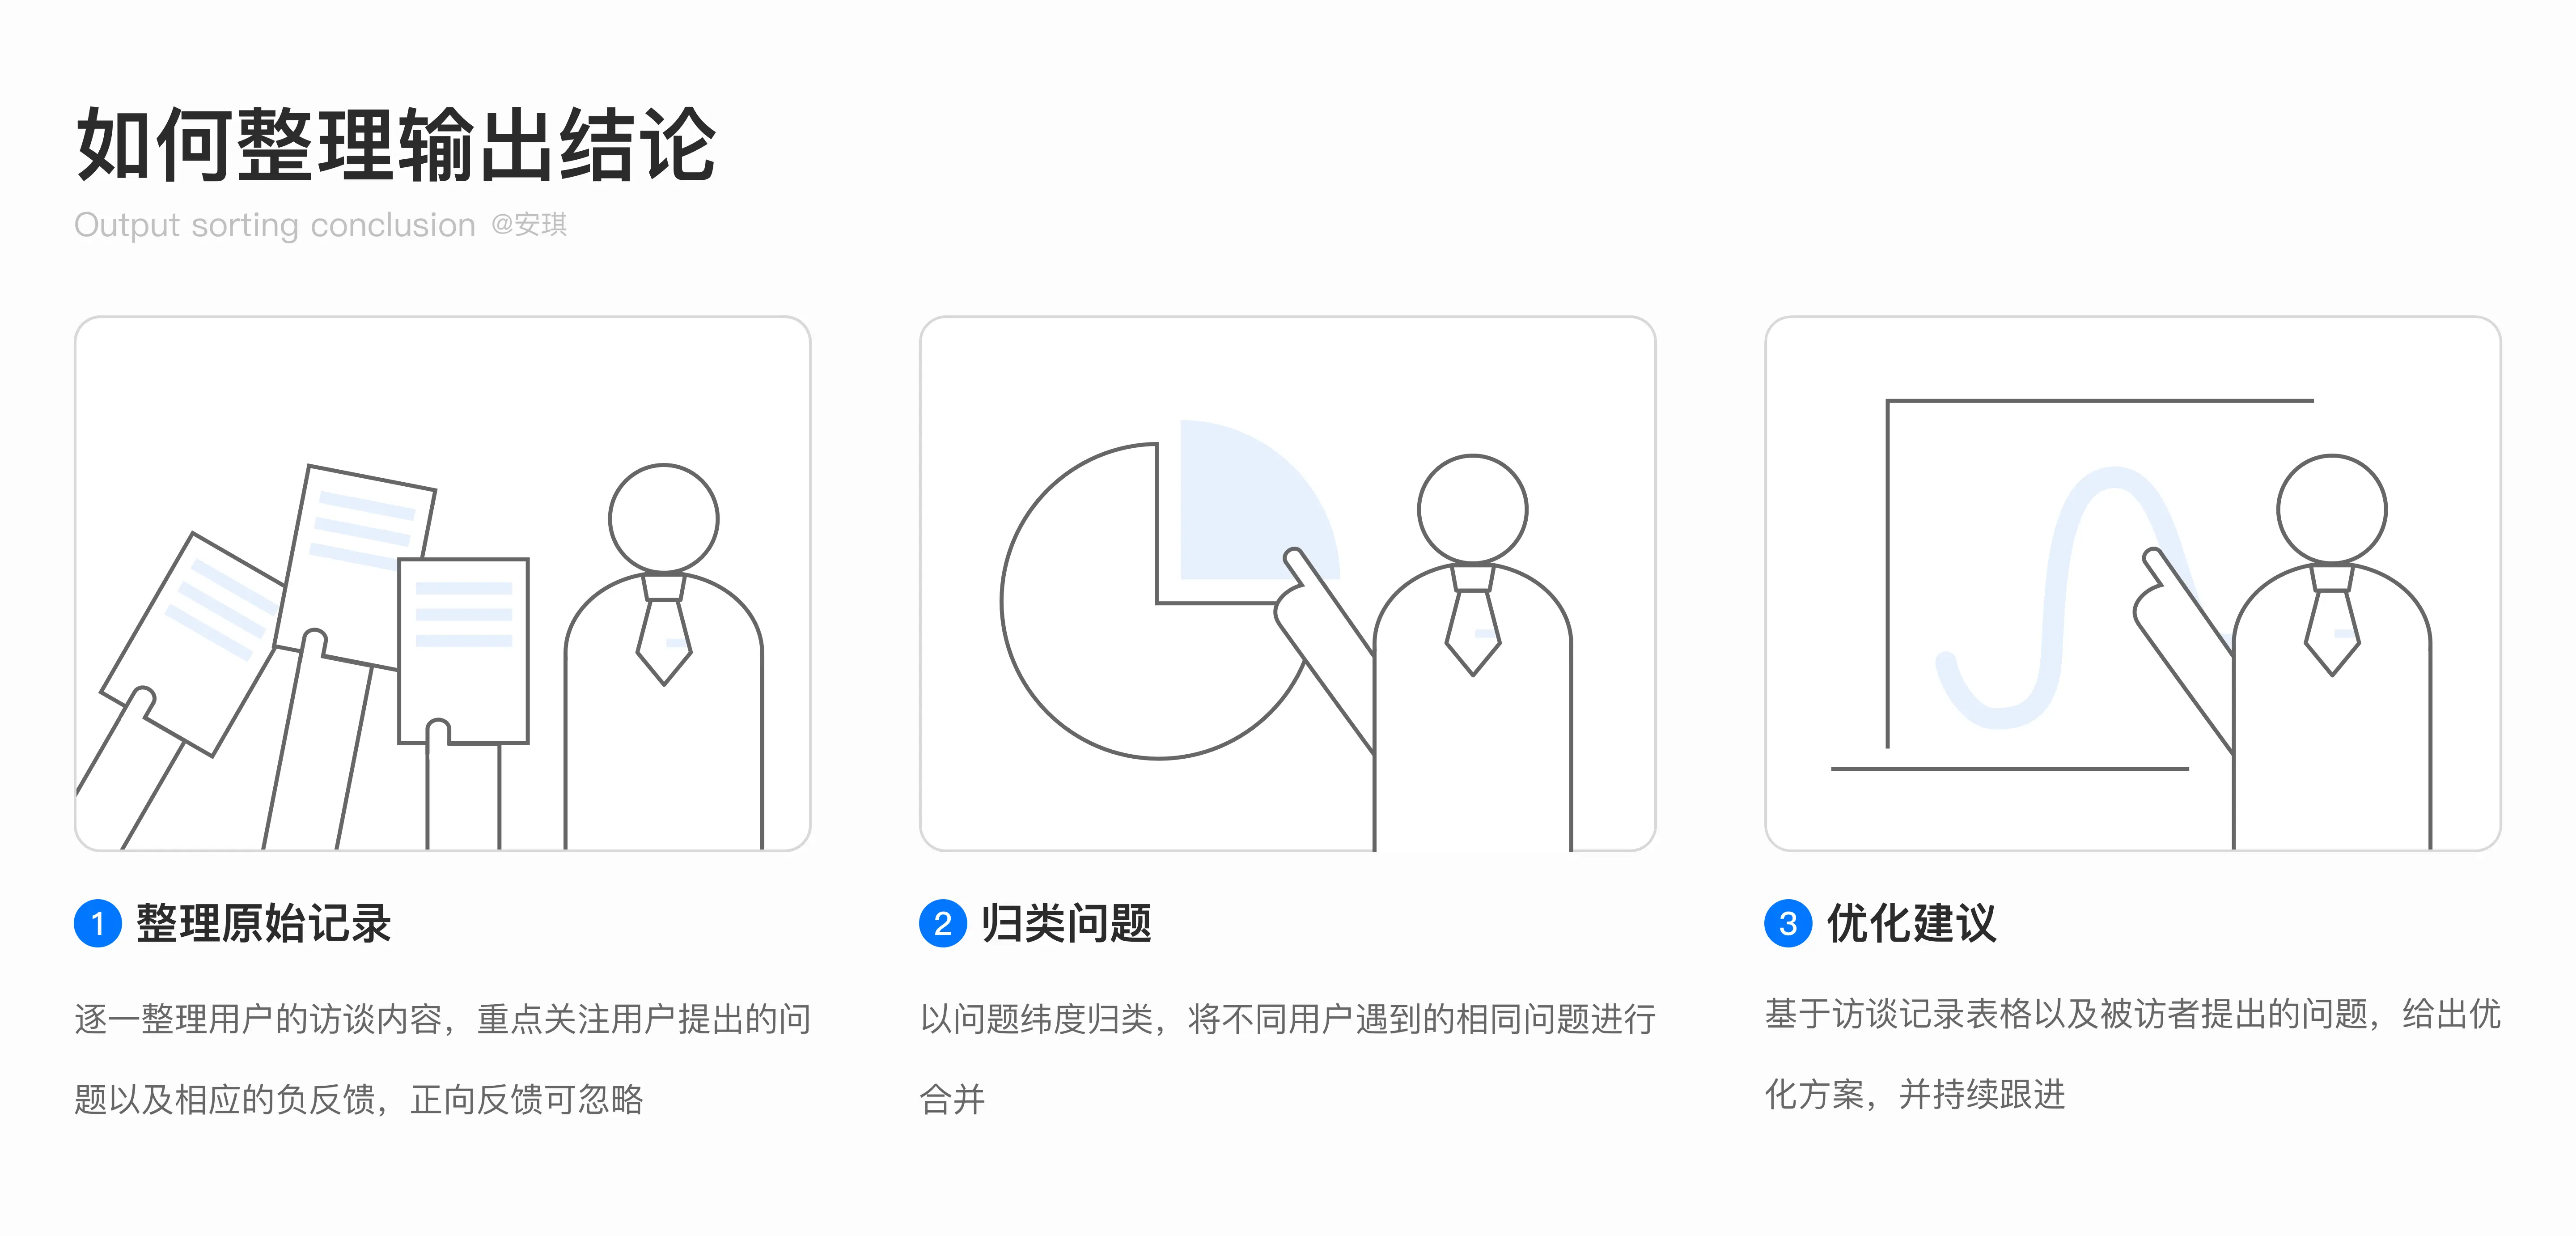 如何整理输出结论
Output sorting conclusion @安琪
1 整理原始记录
逐一整理用户的访谈内容，重点关注用户提出的问
题以及相应的负反馈，正向反馈可忽略
2 归类问题
以问题纬度归类，将不同用户遇到的相同问题进行
合并
3 优化建议
基于访谈记录表格以及被访者提出的问题，给出优
化方案，并持续跟进